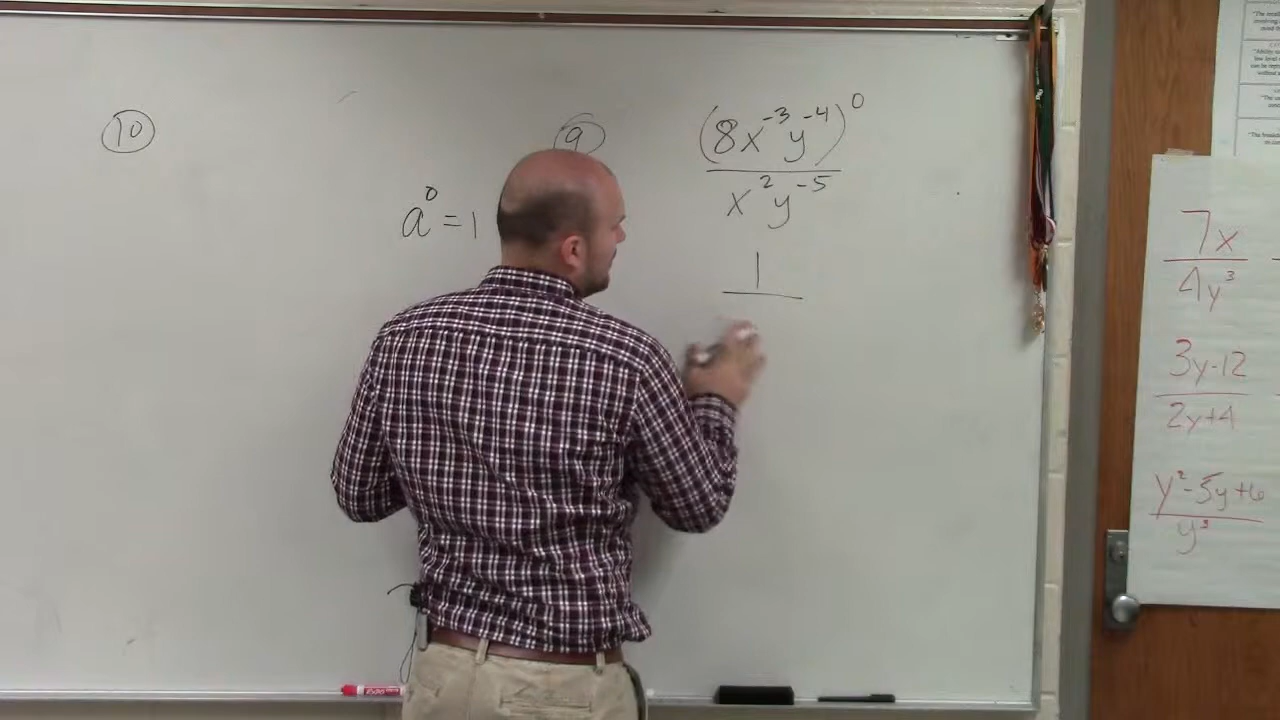 10
9
(8x⁻³y⁻⁴)⁰
x²y⁻⁵
a⁰ = 1
1
7x
4y³
3y-12
2y+4
y²-5y+6
y³
EXPO